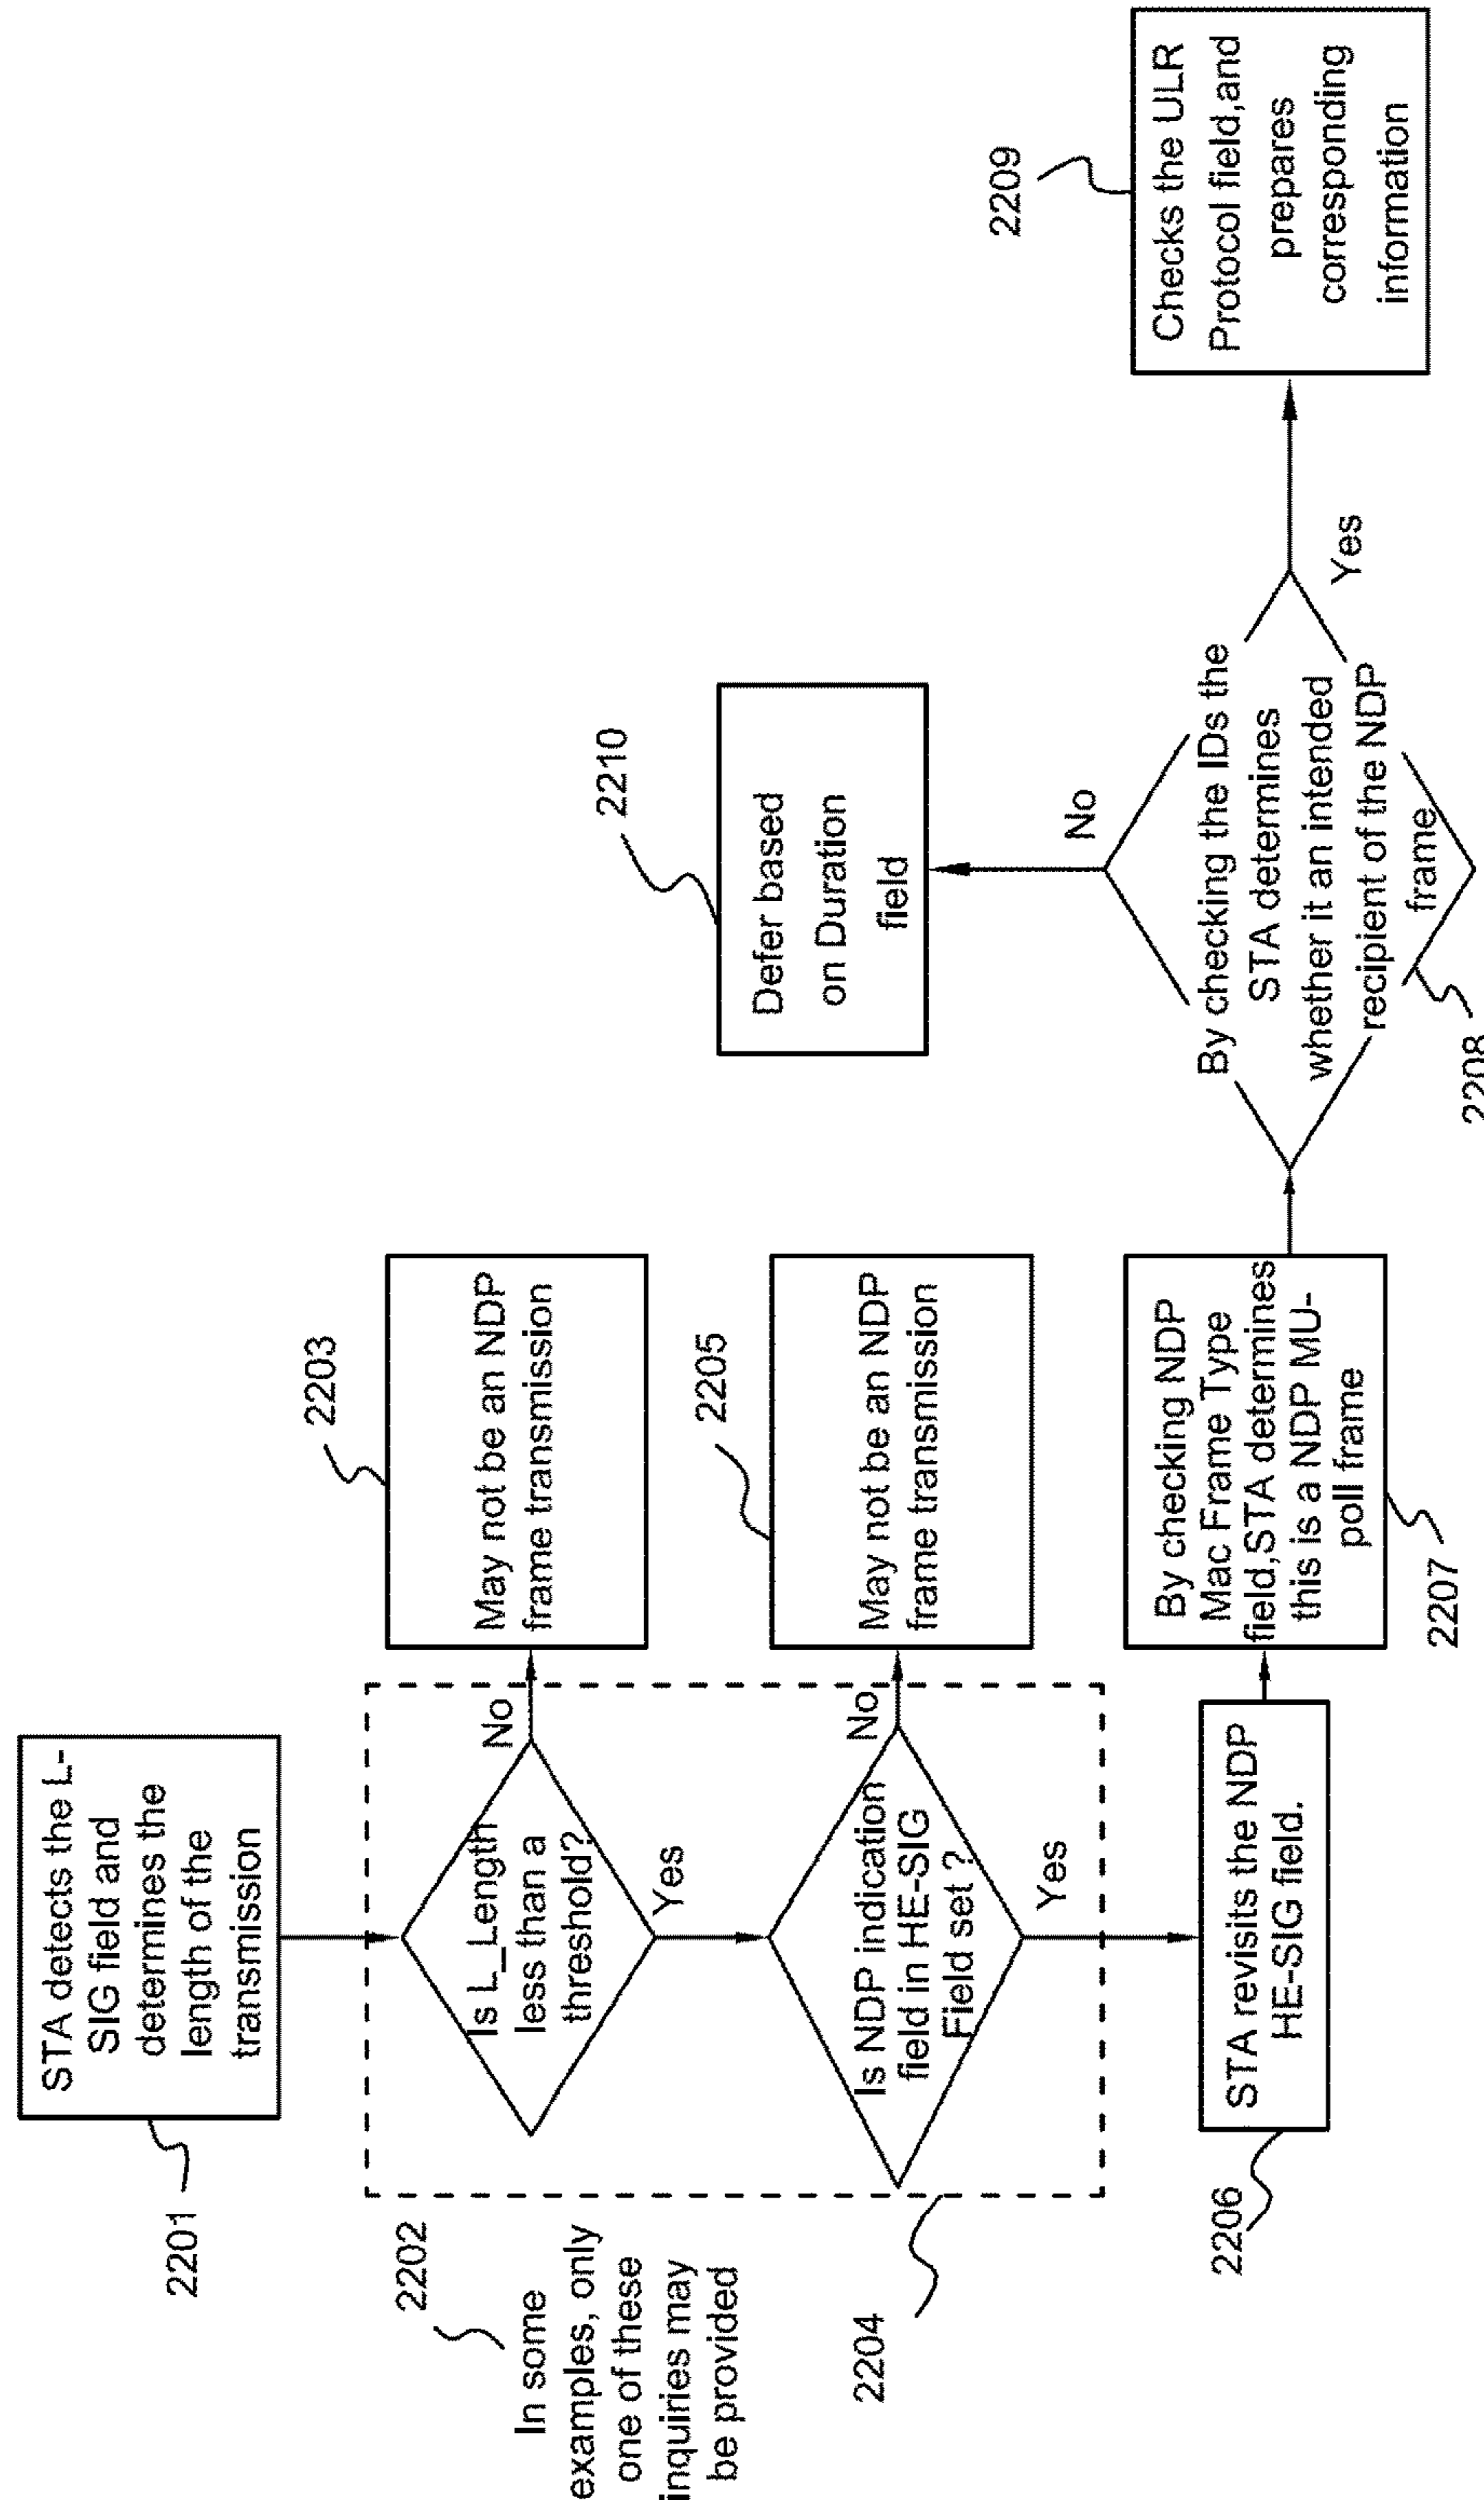 2201
STA detects the L-
SIG field and
determines the
length of the
transmission
2202
In some
examples, only
one of these
inquiries may
be provided
Is L_Length
less than a
threshold?
No
2203
May not be an NDP
frame transmission
Yes
2204
Is NDP indication
field in HE-SIG
Field set ?
No
2205
May not be an NDP
frame transmission
Yes
2206
STA revisits the NDP
HE-SIG field.
2207
By checking NDP
Mac Frame Type
field,STA determines
this is a NDP MU-
poll frame
2208
By checking the IDs the
STA determines
whether it an intended
recipient of the NDP
frame
No
2210
Defer based
on Duration
field
Yes
2209
Checks the ULR
Protocol field,and
prepares
corresponding
information